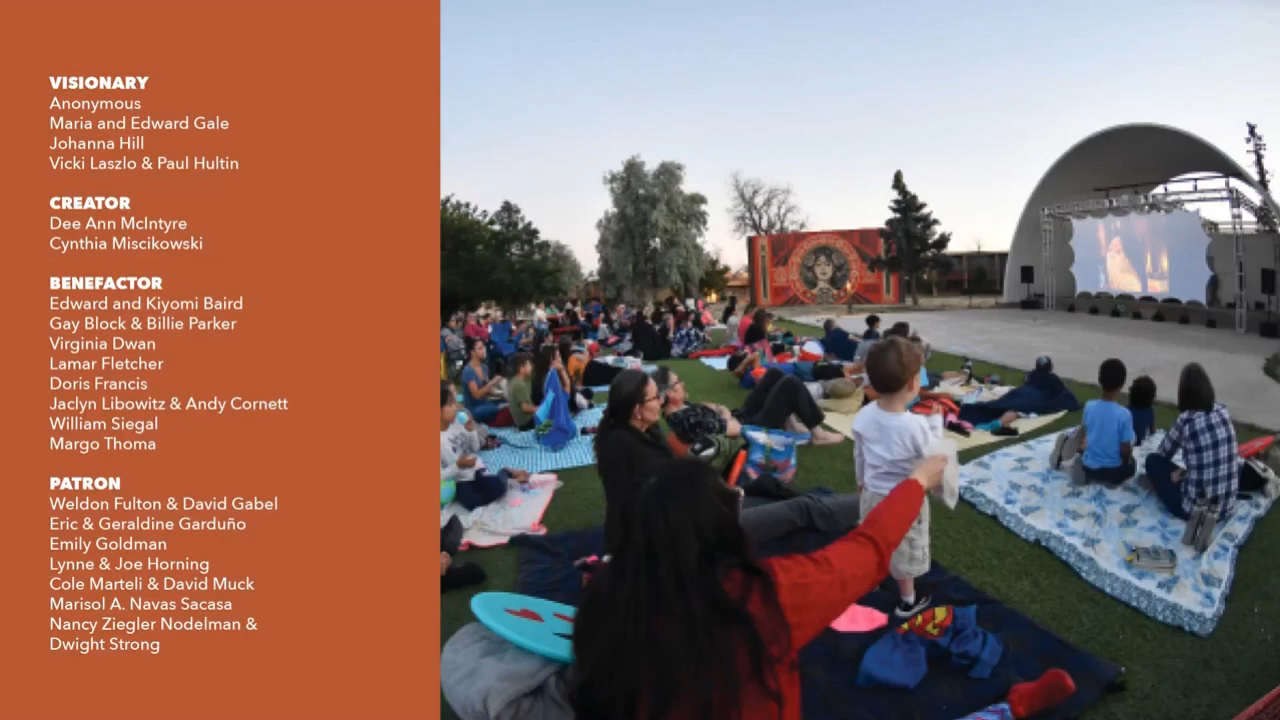 VISIONARY
Anonymous
Maria and Edward Gale
Johanna Hill
Vicki Laszlo & Paul Hultin
CREATOR
Dee Ann McIntyre
Cynthia Miscikowski
BENEFACTOR
Edward and Kiyomi Baird
Gay Block & Billie Parker
Virginia Dwan
Lamar Fletcher
Doris Francis
Jaclyn Libowitz & Andy Cornett
William Siegal
Margo Thoma
PATRON
Weldon Fulton & David Gabel
Eric & Geraldine Garduño
Emily Goldman
Lynne & Joe Horning
Cole Marteli & David Muck
Marisol A. Navas Sacasa
Nancy Ziegler Nodelman &
Dwight Strong